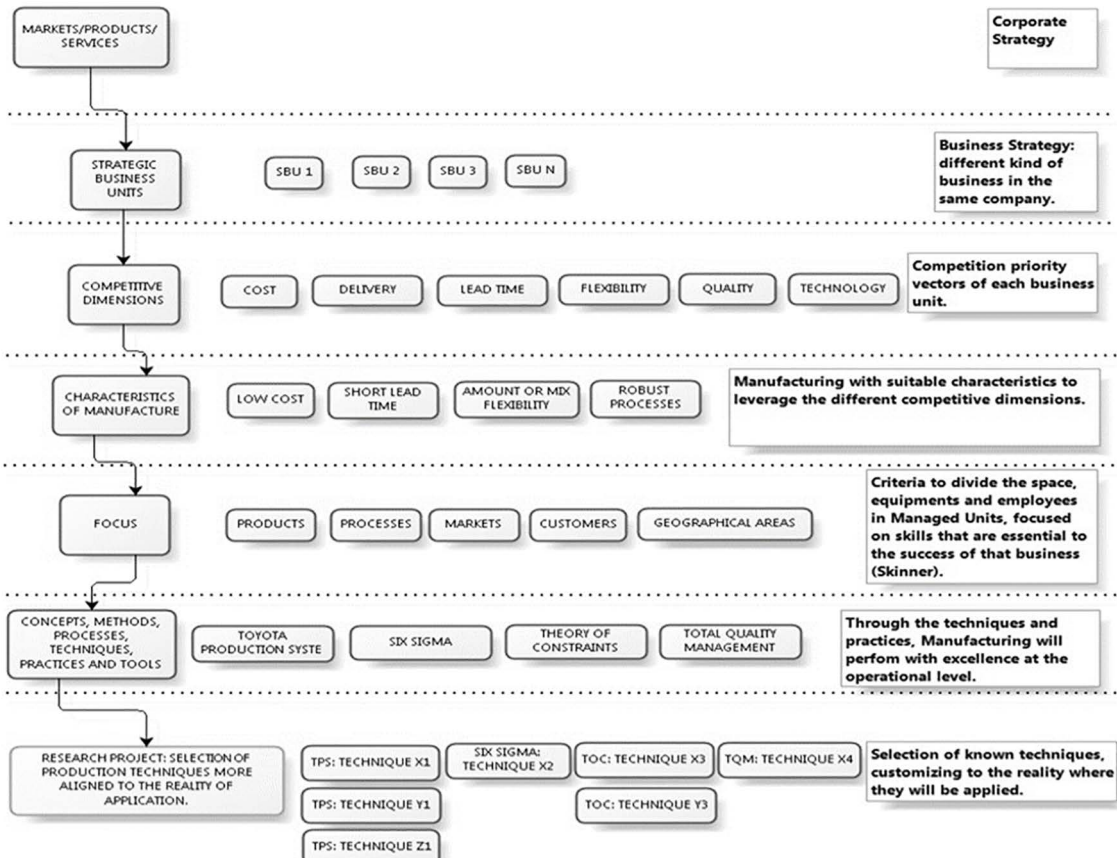 MARKETS/PRODUCTS/
SERVICES
Corporate
Strategy
STRATEGIC
BUSINESS
UNITS
SBU 1
SBU 2
SBU 3
SBU N
Business Strategy:
different kind of
business in the
same company.
COMPETITIVE
DIMENSIONS
COST
DELIVERY
LEAD TIME
FLEXIBILITY
QUALITY
TECHNOLOGY
Competition priority
vectors of each business
unit.
CHARACTERISTICS
OF MANUFACTURE
LOW COST
SHORT LEAD
TIME
AMOUNT OR MIX
FLEXIBILITY
ROBUST
PROCESSES
Manufacturing with suitable characteristics to
leverage the different competitive dimensions.
FOCUS
PRODUCTS
PROCESSES
MARKETS
CUSTOMERS
GEOGRAPHICAL AREAS
Criteria to divide the space,
equipments and employees
in Managed Units, focused
on skills that are essential to
the success of that business
(Skinner).
CONCEPTS, METHODS,
PROCESSES,
TECHNIQUES,
PRACTICES AND TOOLS
TOYOTA
PRODUCTION SYSTE
SIX SIGMA
THEORY OF
CONSTRAINTS
TOTAL QUALITY
MANAGEMENT
Through the techniques and
practices, Manufacturing will
perfom with excellence at the
operational level.
RESEARCH PROJECT: SELECTION OF
PRODUCTION TECHNIQUES MORE
ALIGNED TO THE REALITY OF
APPLICATION.
TPS: TECHNIQUE X1
SIX SIGMA:
TECHNIQUE X2
TOC: TECHNIQUE X3
TQM: TECHNIQUE X4
TPS: TECHNIQUE Y1
TOC: TECHNIQUE Y3
TPS: TECHNIQUE Z1
Selection of known techniques,
customizing to the reality where
they will be applied.